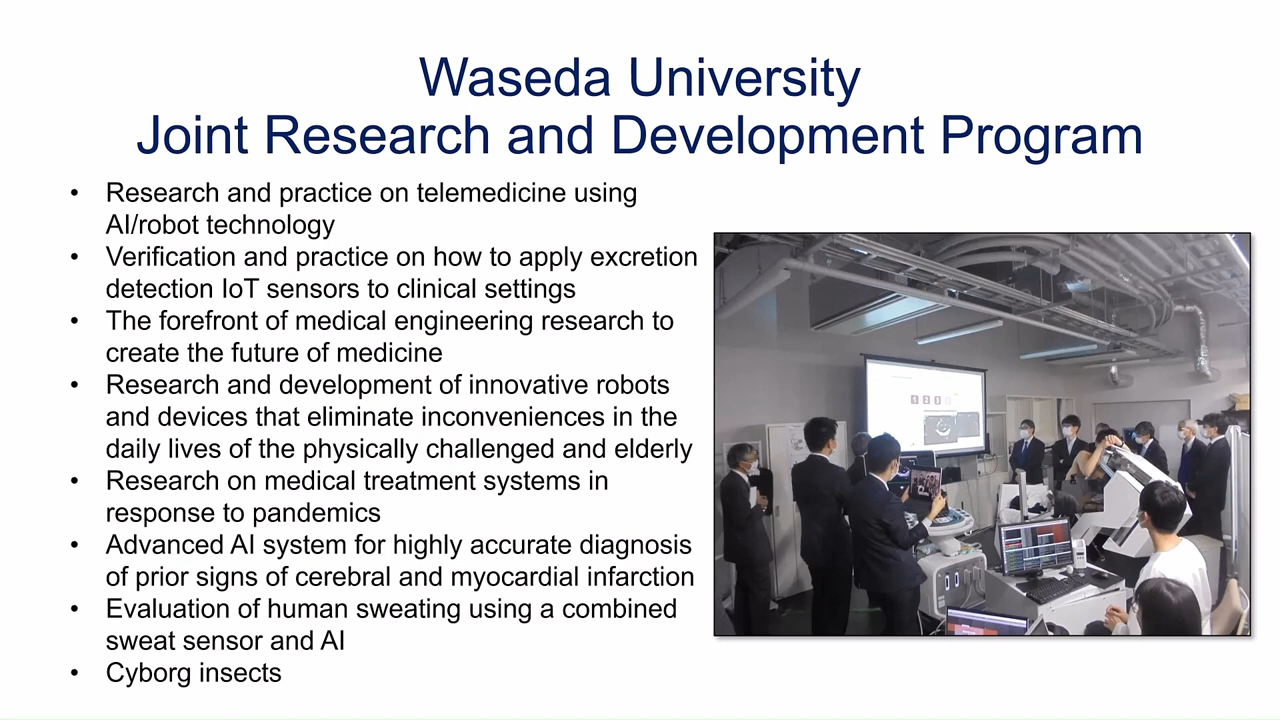 Waseda University
Joint Research and Development Program
• Research and practice on telemedicine using
AI/robot technology
• Verification and practice on how to apply excretion
detection IoT sensors to clinical settings
• The forefront of medical engineering research to
create the future of medicine
• Research and development of innovative robots
and devices that eliminate inconveniences in the
daily lives of the physically challenged and elderly
• Research on medical treatment systems in
response to pandemics
• Advanced AI system for highly accurate diagnosis
of prior signs of cerebral and myocardial infarction
• Evaluation of human sweating using a combined
sweat sensor and AI
• Cyborg insects
1 2 3